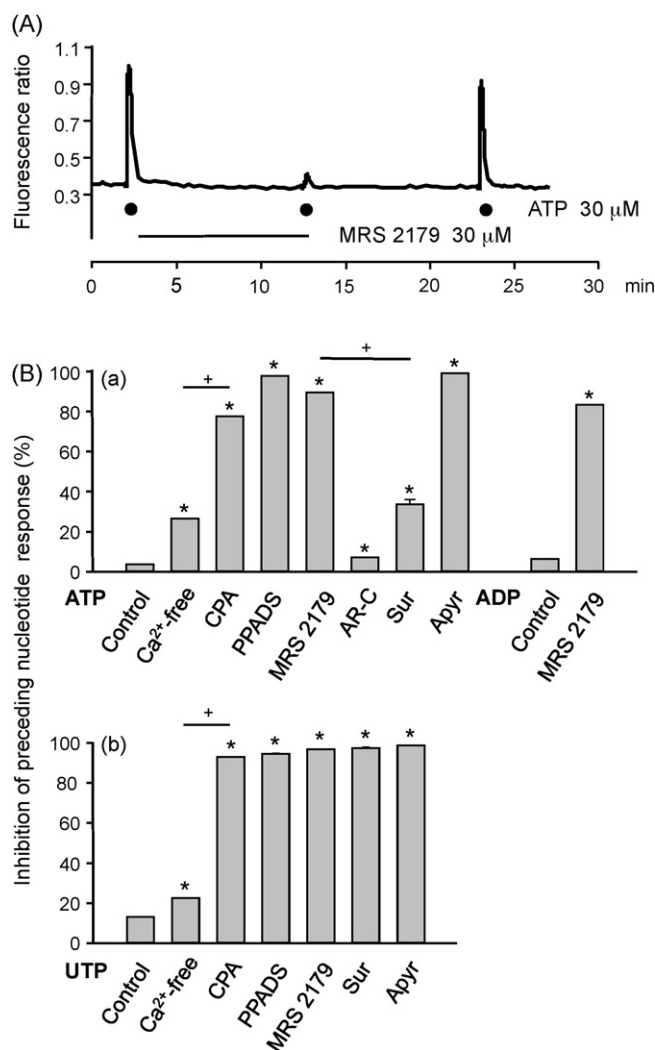 (A)
Fluorescence ratio
1.1
0.9
0.7
0.5
0.3
ATP 30 μM
MRS 2179 30 μM
0 5 10 15 20 25 30 min
(B)
Inhibition of preceding nucleotide response (%)
(a)
100
80
60
40
20
0
+
+
* * * * * * * *
ATP
Control
Ca²⁺-free
CPA
PPADS
MRS 2179
AR-C
Sur
Apyr
ADP
Control
MRS 2179
(b)
100
80
60
40
20
0
+
* * * * * *
UTP
Control
Ca²⁺-free
CPA
PPADS
MRS 2179
Sur
Apyr